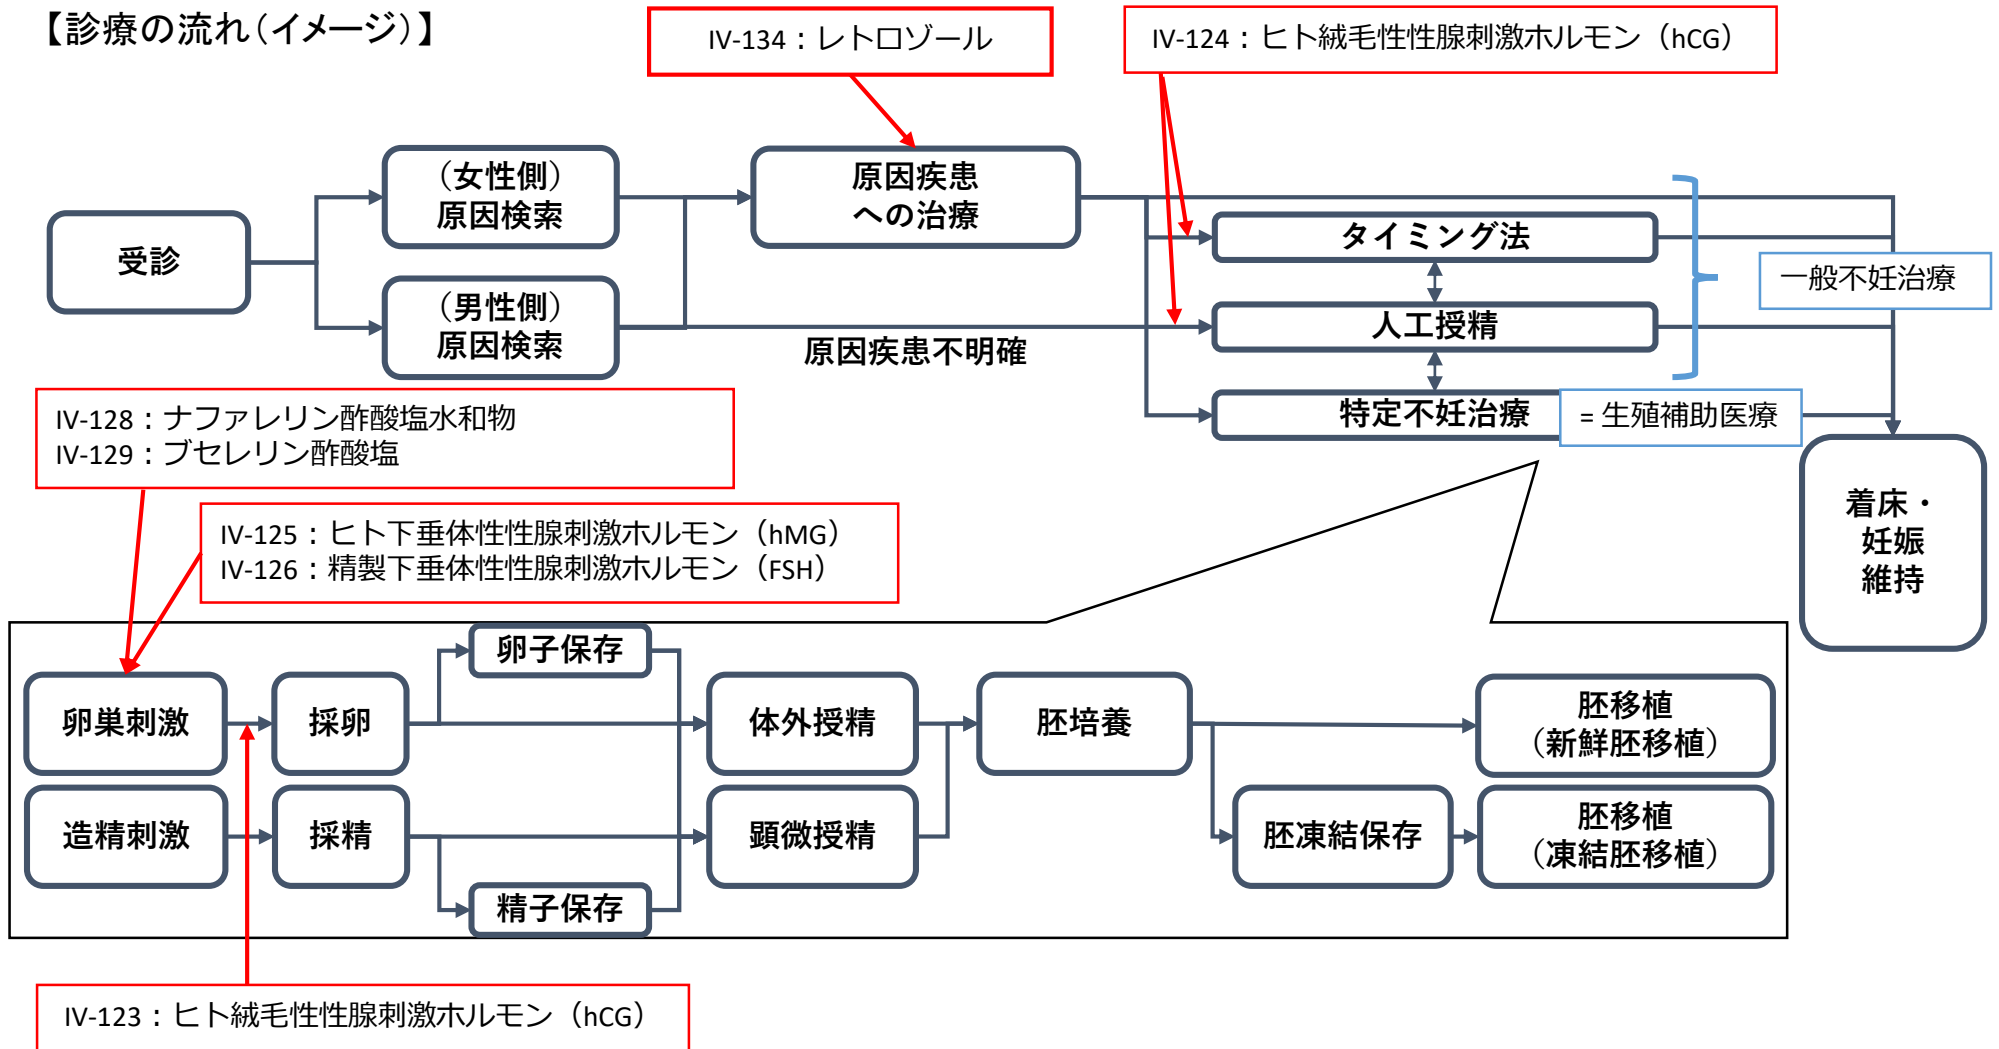 【診療の流れ（イメージ）】
IV-134：レトロゾール
IV-124：ヒト絨毛性性腺刺激ホルモン（hCG）
受診
（女性側）
原因検索
（男性側）
原因検索
原因疾患
への治療
原因疾患不明確
タイミング法
人工授精
特定不妊治療
一般不妊治療
= 生殖補助医療
着床・
妊娠
維持
IV-128：ナファレリン酢酸塩水和物
IV-129：ブセレリン酢酸塩
IV-125：ヒト下垂体性性腺刺激ホルモン（hMG）
IV-126：精製下垂体性性腺刺激ホルモン（FSH）
卵巣刺激
採卵
卵子保存
体外授精
胚培養
胚移植
（新鮮胚移植）
造精刺激
採精
精子保存
顕微授精
胚凍結保存
胚移植
（凍結胚移植）
IV-123：ヒト絨毛性性腺刺激ホルモン（hCG）